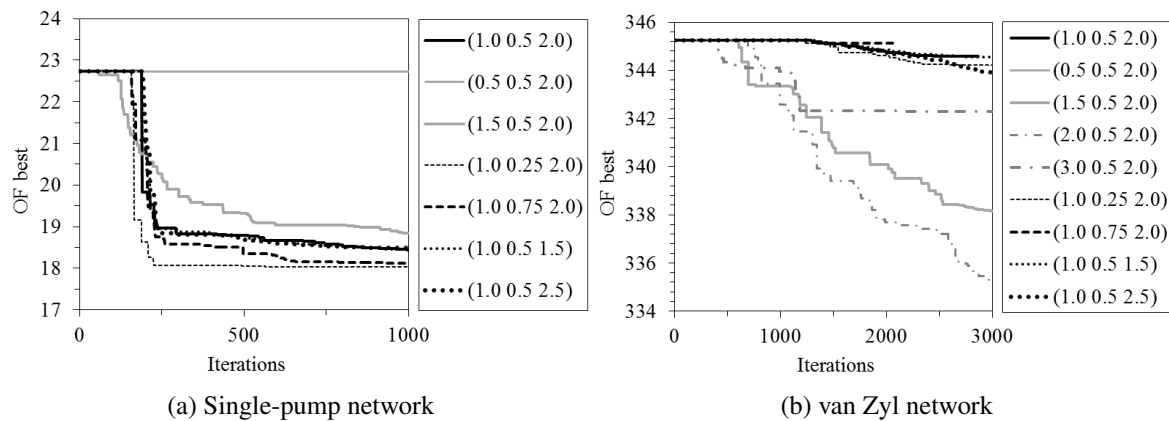 24
23
22
21
20
19
18
17
OF best
0
500
1000
Iterations
(1.0 0.5 2.0)
(0.5 0.5 2.0)
(1.5 0.5 2.0)
(1.0 0.25 2.0)
(1.0 0.75 2.0)
(1.0 0.5 1.5)
(1.0 0.5 2.5)
(a) Single-pump network
346
344
342
340
338
336
334
OF best
0
1000
2000
3000
Iterations
(1.0 0.5 2.0)
(0.5 0.5 2.0)
(1.5 0.5 2.0)
(2.0 0.5 2.0)
(3.0 0.5 2.0)
(1.0 0.25 2.0)
(1.0 0.75 2.0)
(1.0 0.5 1.5)
(1.0 0.5 2.5)
(b) van Zyl network